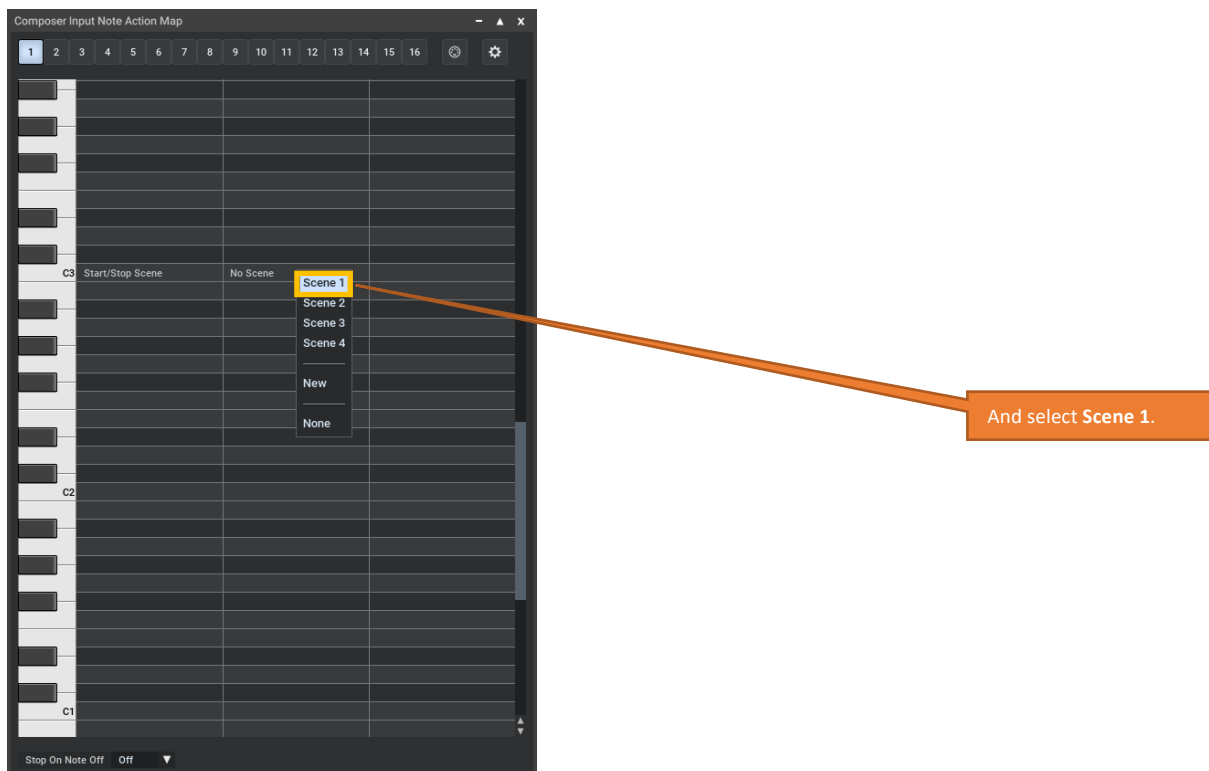 Composer Input Note Action Map
1 2 3 4 5 6 7 8 9 10 11 12 13 14 15 16
C3 Start/Stop Scene No Scene
Scene 1
Scene 2
Scene 3
Scene 4
New
None
And select Scene 1.
C2
C1
Stop On Note Off Off